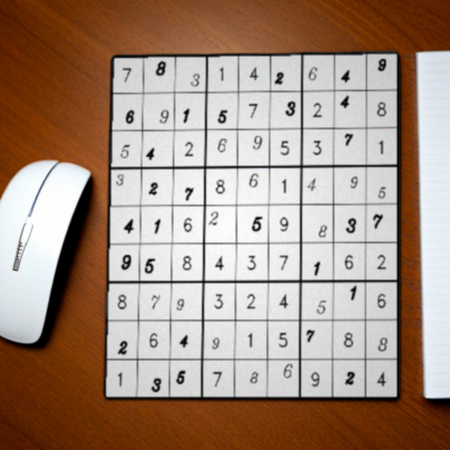 7 8 3 1 4 2 6 4 9
6 9 1 5 7 3 2 4 8
5 4 2 6 9 5 3 7 1
3 2 7 8 6 1 4 9 5
4 1 6 2 5 9 8 3 7
9 5 8 4 3 7 1 6 2
8 7 9 3 2 4 5 1 6
2 6 4 9 1 5 7 8 8
1 3 5 7 8 6 9 2 4